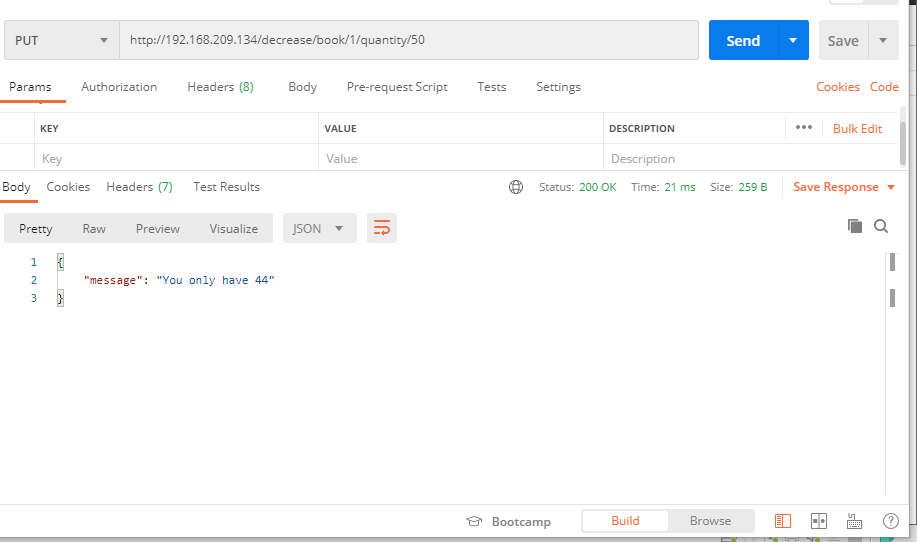 PUT http://192.168.209.134/decrease/book/1/quantity/50 Send Save
Params Authorization Headers (8) Body Pre-request Script Tests Settings Cookies Code
KEY VALUE DESCRIPTION ••• Bulk Edit
Key Value Description
Body Cookies Headers (7) Test Results Status: 200 OK Time: 21 ms Size: 259 B Save Response
Pretty Raw Preview Visualize JSON
1 {
2 "message": "You only have 44"
3 }
Bootcamp Build Browse ?